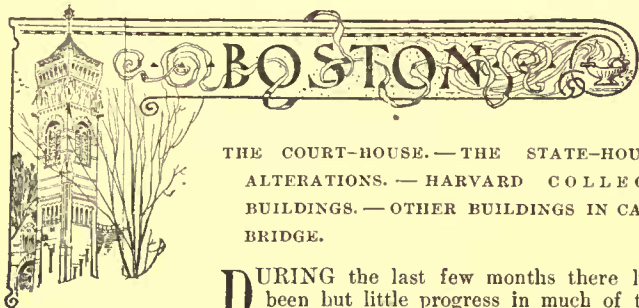 BOSTON
THE COURT-HOUSE. — THE STATE-HOU
ALTERATIONS. — HARVARD COLLEG
BUILDINGS. — OTHER BUILDINGS IN CA
BRIDGE.
DURING the last few months there h
been but little progress in much of